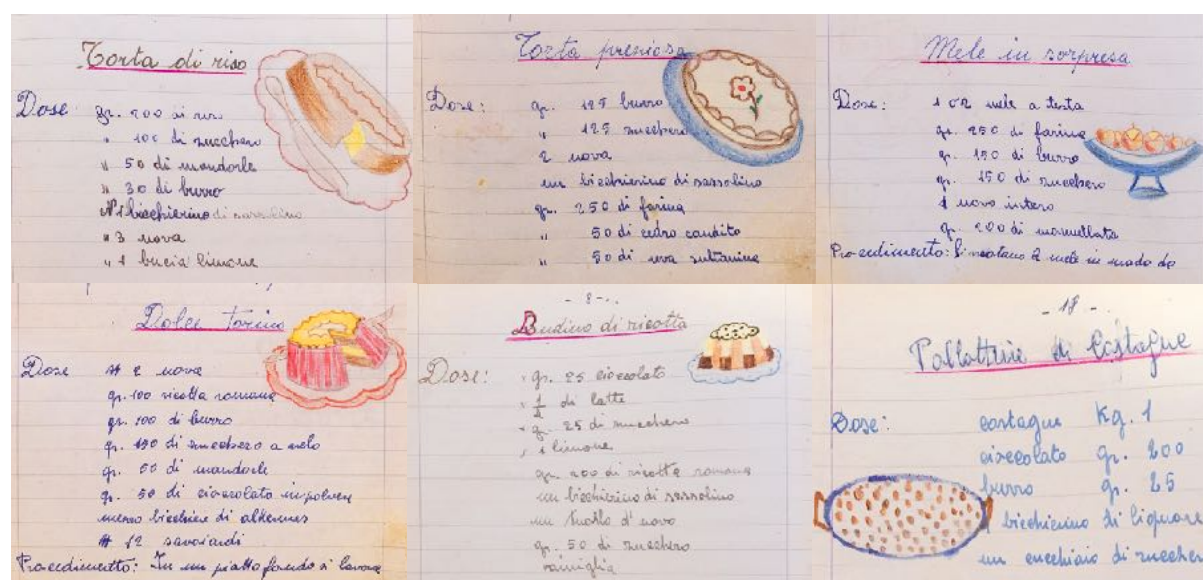 Torta di riso
Dose gr. 200 di riso
" 100 di zucchero
" 50 di mandorle
" 30 di burro
N 1 bicchierino di sassolino
" 3 uova
" 1 bucia limone
Torta preziosa
Dose: gr. 125 burro
" 125 zucchero
2 uova
un bicchierino di sassolino
gr. 250 di farina
" 50 di cedro candito
" 50 di uva sultanina
Mele in sorpresa
Dose: 1 o 2 mele a testa
gr. 250 di farina
gr. 150 di burro
gr. 150 di zucchero
1 uovo intero
gr. 200 di marmellata
Procedimento: Si mele in modo da
Dolce Torino
Dose N 2 uova
gr. 100 ricotta romana
gr. 100 di burro
gr. 150 di zucchero a velo
gr. 50 di mandorle
gr. 50 di cioccolato in polvere
mezzo bicchiere di alkermes
N 12 savoiardi
Procedimento: In un piatto fondo si lavora
- 8 -
Budino di ricotta
Dose: gr. 25 cioccolato
di latte
gr. 25 di zucchero
1 limone
gr. 200 di ricotta romana
un bicchierino di sassolino
un tuorlo d'uovo
gr. 50 di zucchero
vaniglia
- 18 -
di Castagne
Dose: castagne Kg. 1
cioccolato gr. 200
burro gr. 25
bicchierino di liquore
un cucchiaio di zucchero